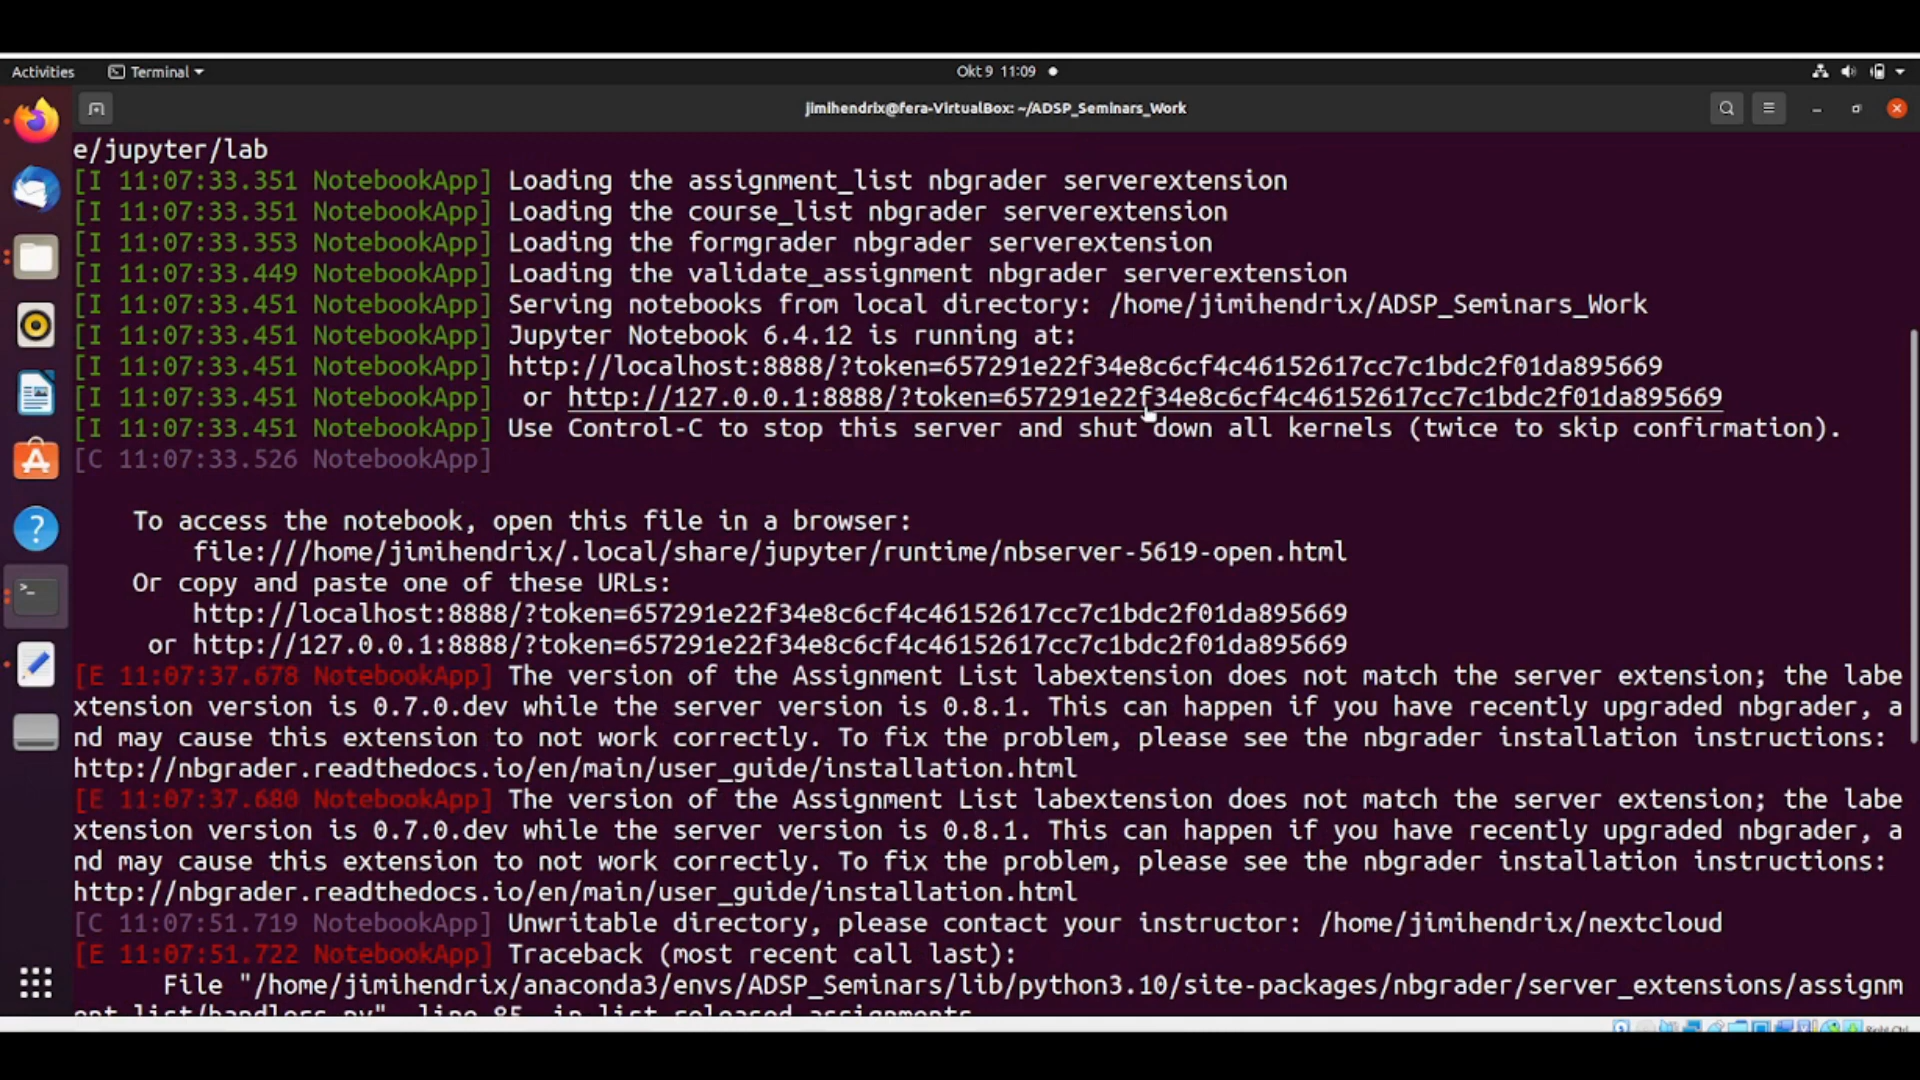 Activities Terminal Okt 9 11:09
jimihendrix@fera-VirtualBox: ~/ADSP_Seminars_Work
e/jupyter/lab
[I 11:07:33.351 NotebookApp] Loading the assignment_list nbgrader serverextension
[I 11:07:33.351 NotebookApp] Loading the course_list nbgrader serverextension
[I 11:07:33.353 NotebookApp] Loading the formgrader nbgrader serverextension
[I 11:07:33.449 NotebookApp] Loading the validate_assignment nbgrader serverextension
[I 11:07:33.451 NotebookApp] Serving notebooks from local directory: /home/jimihendrix/ADSP_Seminars_Work
[I 11:07:33.451 NotebookApp] Jupyter Notebook 6.4.12 is running at:
[I 11:07:33.451 NotebookApp] http://localhost:8888/?token=657291e22f34e8c6cf4c46152617cc7c1bdc2f01da895669
[I 11:07:33.451 NotebookApp]  or http://127.0.0.1:8888/?token=657291e22f34e8c6cf4c46152617cc7c1bdc2f01da895669
[I 11:07:33.451 NotebookApp] Use Control-C to stop this server and shut down all kernels (twice to skip confirmation).
[C 11:07:33.526 NotebookApp]
To access the notebook, open this file in a browser:
file:///home/jimihendrix/.local/share/jupyter/runtime/nbserver-5619-open.html
Or copy and paste one of these URLs:
http://localhost:8888/?token=657291e22f34e8c6cf4c46152617cc7c1bdc2f01da895669
or http://127.0.0.1:8888/?token=657291e22f34e8c6cf4c46152617cc7c1bdc2f01da895669
[E 11:07:37.678 NotebookApp] The version of the Assignment List labextension does not match the server extension; the labe
xtension version is 0.7.0.dev while the server version is 0.8.1. This can happen if you have recently upgraded nbgrader, a
nd may cause this extension to not work correctly. To fix the problem, please see the nbgrader installation instructions:
http://nbgrader.readthedocs.io/en/main/user_guide/installation.html
[E 11:07:37.680 NotebookApp] The version of the Assignment List labextension does not match the server extension; the labe
xtension version is 0.7.0.dev while the server version is 0.8.1. This can happen if you have recently upgraded nbgrader, a
nd may cause this extension to not work correctly. To fix the problem, please see the nbgrader installation instructions:
http://nbgrader.readthedocs.io/en/main/user_guide/installation.html
[C 11:07:51.719 NotebookApp] Unwritable directory, please contact your instructor: /home/jimihendrix/nextcloud
[E 11:07:51.722 NotebookApp] Traceback (most recent call last):
File "/home/jimihendrix/anaconda3/envs/ADSP_Seminars/lib/python3.10/site-packages/nbgrader/server_extensions/assignm
ent_list/handlers.py", line 85, in list_released_assignments
Right Ctrl